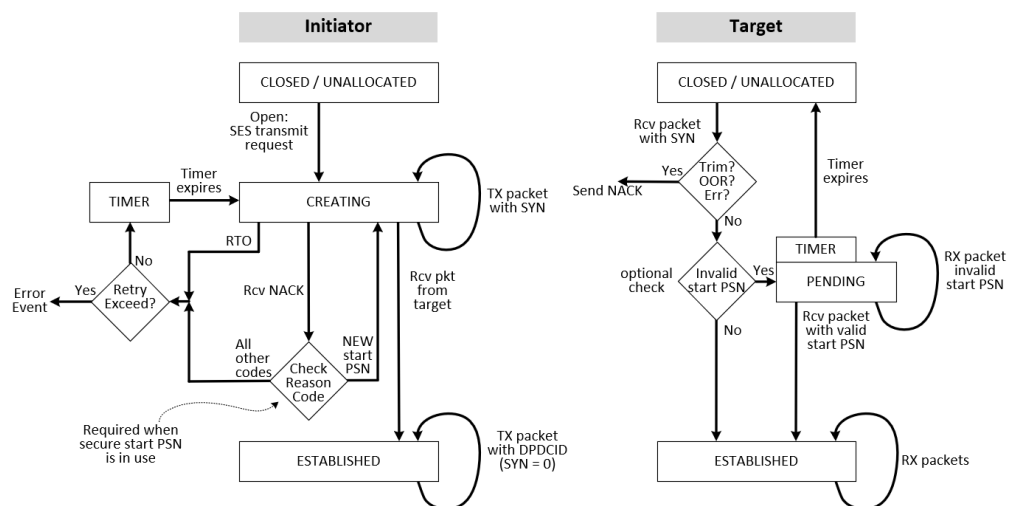 Initiator
CLOSED / UNALLOCATED
Open:
SES transmit
request
Timer
expires
TIMER
CREATING
TX packet
with SYN
RTO
No
Retry
Exceed?
Yes
Error
Event
Rcv NACK
Rcv pkt
from
target
All
other
codes
NEW
start
PSN
Check
Reason
Code
Required when
secure start PSN
is in use
ESTABLISHED
TX packet
with DPDCID
(SYN = 0)
Target
CLOSED / UNALLOCATED
Rcv packet
with SYN
Trim?
OOR?
Err?
Yes
Send NACK
No
Timer
expires
optional
check
Invalid
start PSN
Yes
TIMER
PENDING
RX packet
invalid
start PSN
No
Rcv packet
with valid
start PSN
ESTABLISHED
RX packets